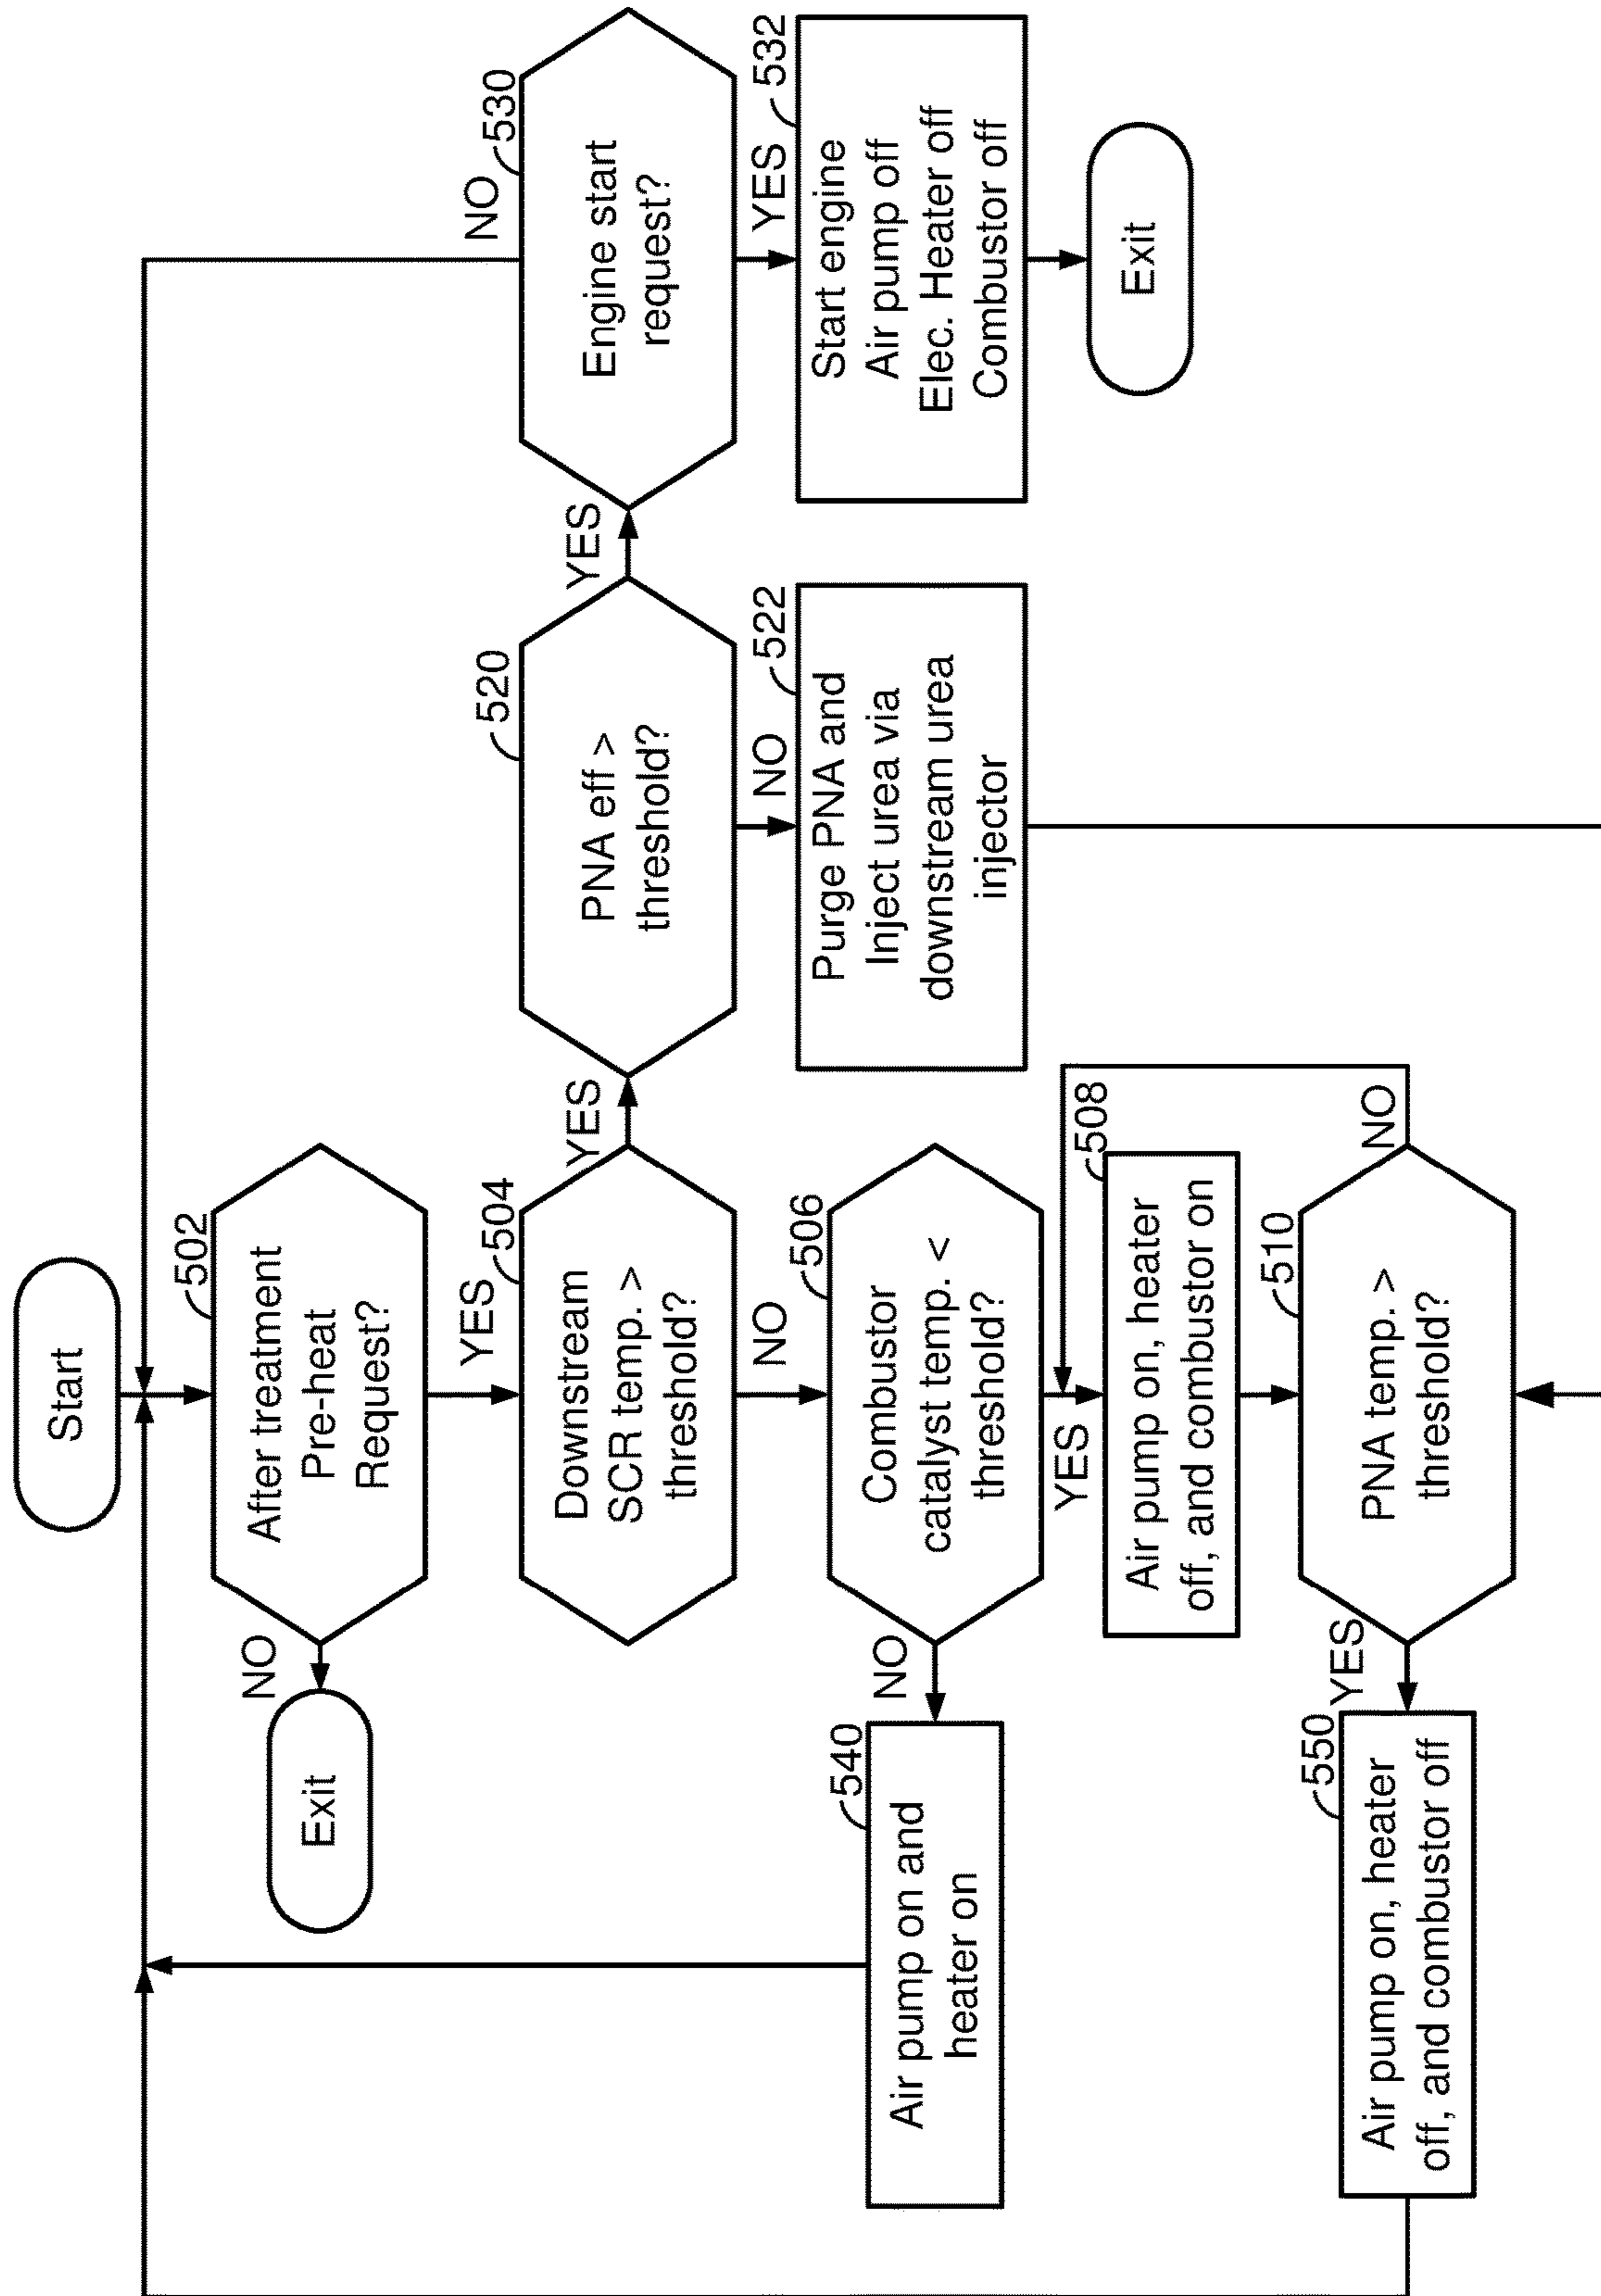 Start
502
After treatment
Pre-heat
Request?
NO
Exit
YES
504
Downstream
SCR temp. >
threshold?
YES
520
PNA eff >
threshold?
YES
NO
530
Engine start
request?
YES
532
Start engine
Air pump off
Elec. Heater off
Combustor off
Exit
NO
522
Purge PNA and
Inject urea via
downstream urea
injector
NO
506
Combustor
catalyst temp. <
threshold?
NO
540
Air pump on and
heater on
YES
508
Air pump on, heater
off, and combustor on
510
PNA temp. >
threshold?
NO
YES
550
Air pump on, heater
off, and combustor off